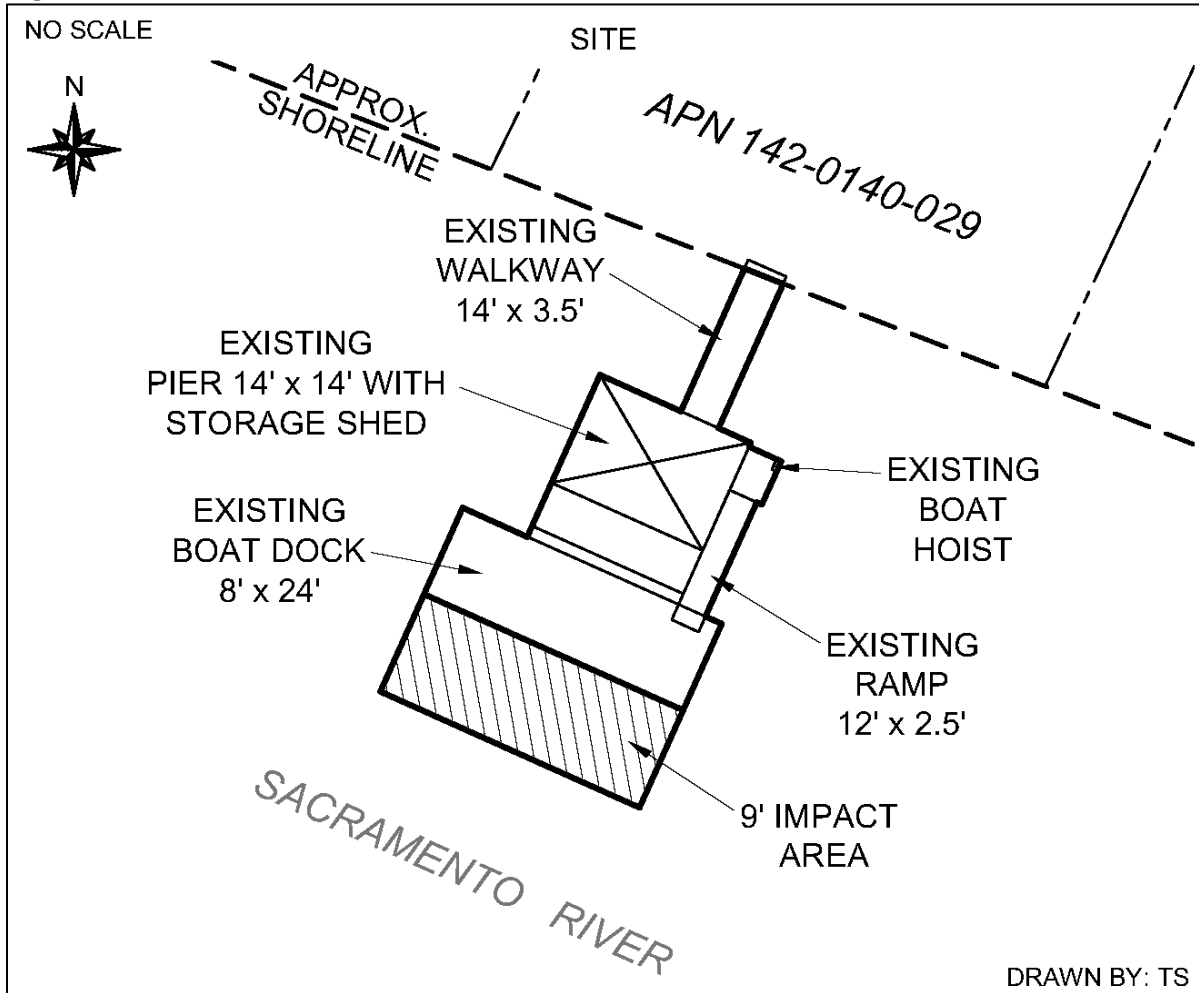 NO SCALE
SITE
N
APPROX.
SHORELINE
APN 142-0140-029
EXISTING
WALKWAY
14' x 3.5'
EXISTING
PIER 14' x 14' WITH
STORAGE SHED
EXISTING
BOAT HOIST
EXISTING
BOAT DOCK
8' x 24'
EXISTING
RAMP
12' x 2.5'
9' IMPACT
AREA
SACRAMENTO RIVER
DRAWN BY: TS